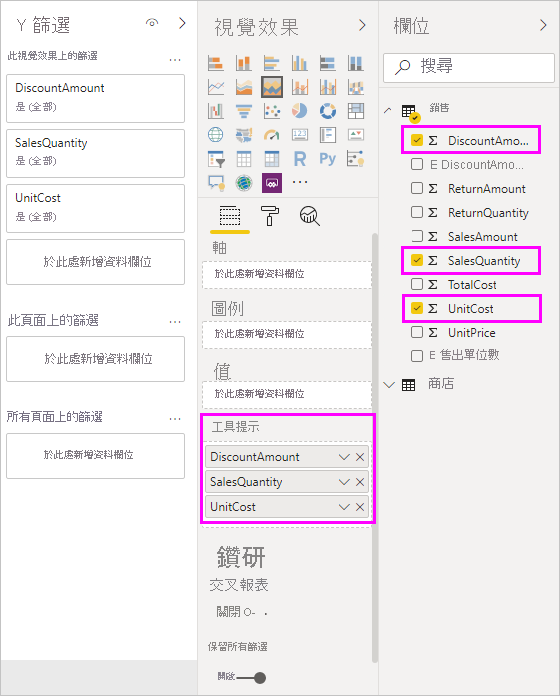 Y 篩選
此視覺效果上的篩選
...
DiscountAmount
是 (全部)
SalesQuantity
是 (全部)
UnitCost
是 (全部)
於此處新增資料欄位
此頁面上的篩選
...
於此處新增資料欄位
所有頁面上的篩選
...
於此處新增資料欄位
視覺效果
R
Py
123
...
軸
於此處新增資料欄位
圖例
於此處新增資料欄位
值
於此處新增資料欄位
工具提示
DiscountAmount
SalesQuantity
UnitCost
鑽研
交叉報表
關閉 O- .
保留所有篩選
開啟
欄位
搜尋
銷售
Σ DiscountAmo...
E DiscountAmo...
Σ ReturnAmount
Σ ReturnQuantity
Σ SalesAmount
Σ SalesQuantity
Σ TotalCost
Σ UnitCost
Σ UnitPrice
E 售出單位數
商店